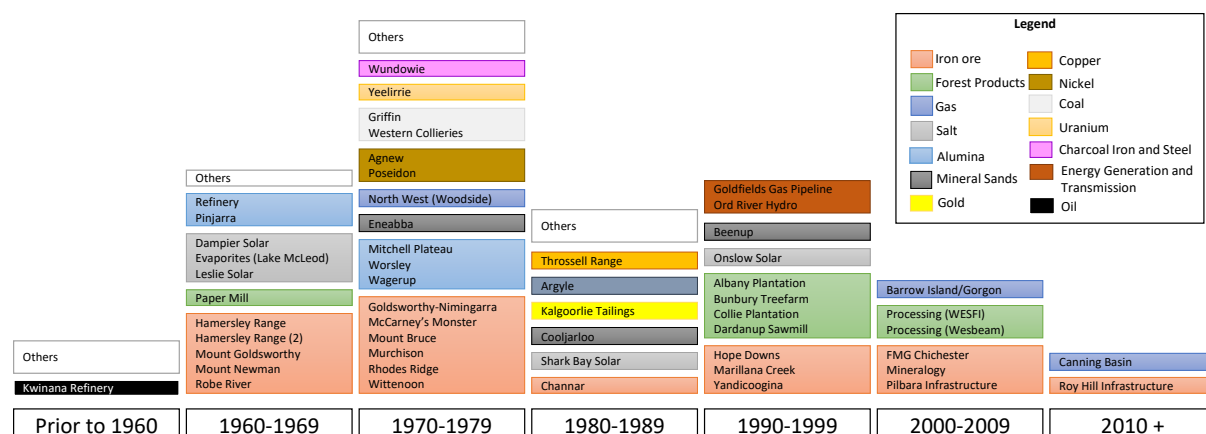 Others
Kwinana Refinery
Prior to 1960
Others
Refinery
Pinjarra
Dampier Solar
Evaporites (Lake McLeod)
Leslie Solar
Paper Mill
Hamersley Range
Hamersley Range (2)
Mount Goldsworthy
Mount Newman
Robe River
1960-1969
Others
Wundowie
Yeelirrie
Griffin
Western Collieries
Agnew
Poseidon
North West (Woodside)
Eneabba
Mitchell Plateau
Worsley
Wagerup
Goldsworthy-Nimingarra
McCarney's Monster
Mount Bruce
Murchison
Rhodes Ridge
Wittenoon
1970-1979
Others
Throssell Range
Argyle
Kalgoorlie Tailings
Cooljarloo
Shark Bay Solar
Channar
1980-1989
Goldfields Gas Pipeline
Ord River Hydro
Beenup
Onslow Solar
Albany Plantation
Bunbury Treefarm
Collie Plantation
Dardanup Sawmill
Hope Downs
Marillana Creek
Yandicoogina
1990-1999
Barrow Island/Gorgon
Processing (WESFI)
Processing (Wesbeam)
FMG Chichester
Mineralogy
Pilbara Infrastructure
2000-2009
Canning Basin
Roy Hill Infrastructure
2010 +
Legend
Iron ore
Forest Products
Gas
Salt
Alumina
Mineral Sands
Gold
Copper
Nickel
Coal
Uranium
Charcoal Iron and Steel
Energy Generation and
Transmission
Oil